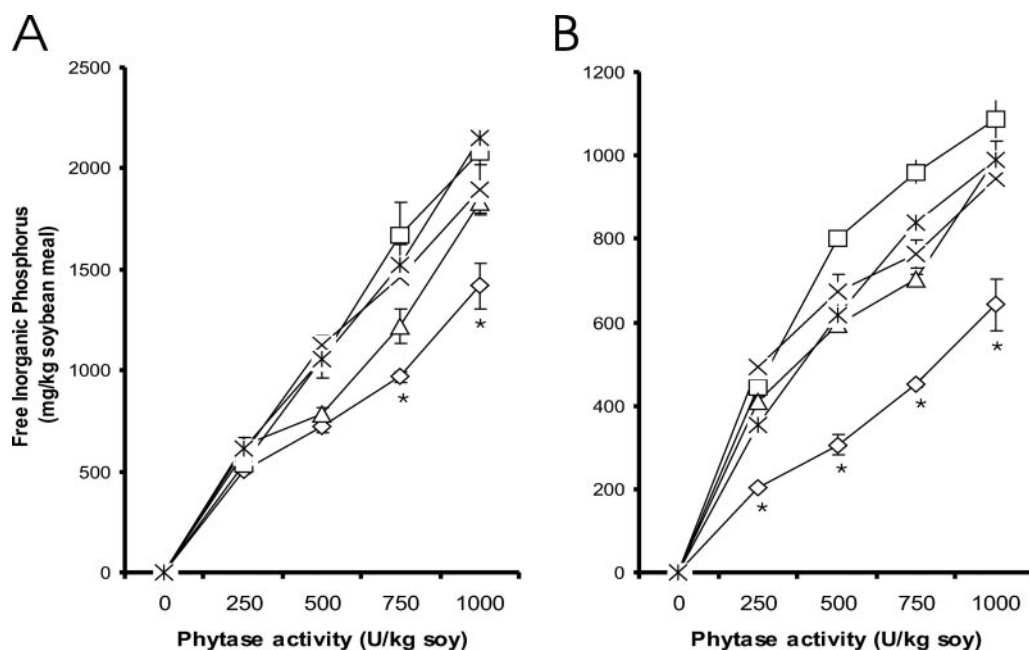 A
B
Free Inorganic Phosphorus
(mg/kg soybean meal)
2500
2000
1500
1000
500
0
0 250 500 750 1000
Phytase activity (U/kg soy)
*
*
1200
1000
800
600
400
200
0
0 250 500 750 1000
Phytase activity (U/kg soy)
*
*
*
*